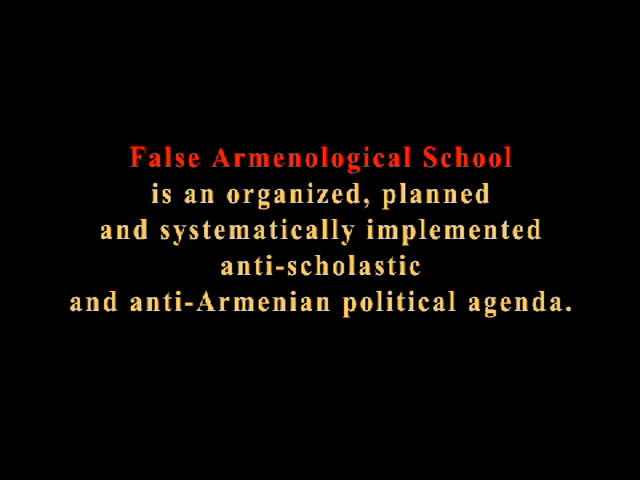 False Armenological School
is an organized, planned
and systematically implemented
anti-scholastic
and anti-Armenian political agenda.